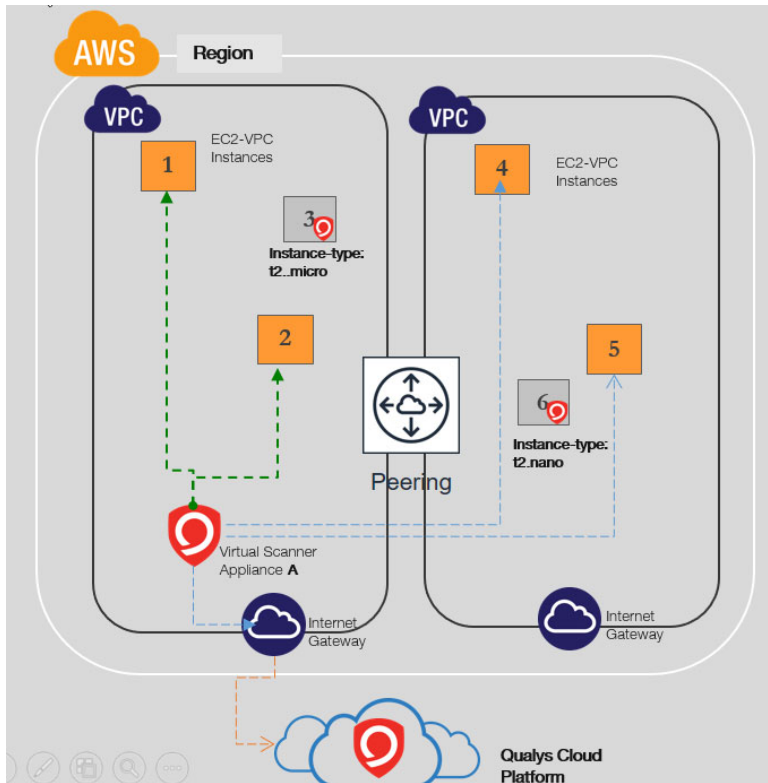 AWS
Region
VPC
VPC
EC2-VPC
Instances
1
4
EC2-VPC
Instances
3
Instance-type:
t2..micro
2
5
6
Instance-type:
t2.nano
Peering
Virtual Scanner
Appliance A
Internet
Gateway
Internet
Gateway
Qualys Cloud
Platform